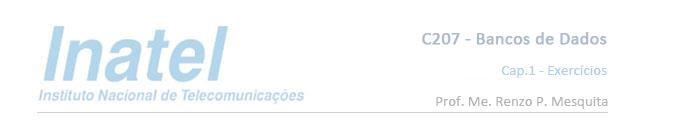 Inatel
Instituto Nacional de Telecomunicações
C207 - Bancos de Dados
Cap.1 - Exercícios
Prof. Me. Renzo P. Mesquita